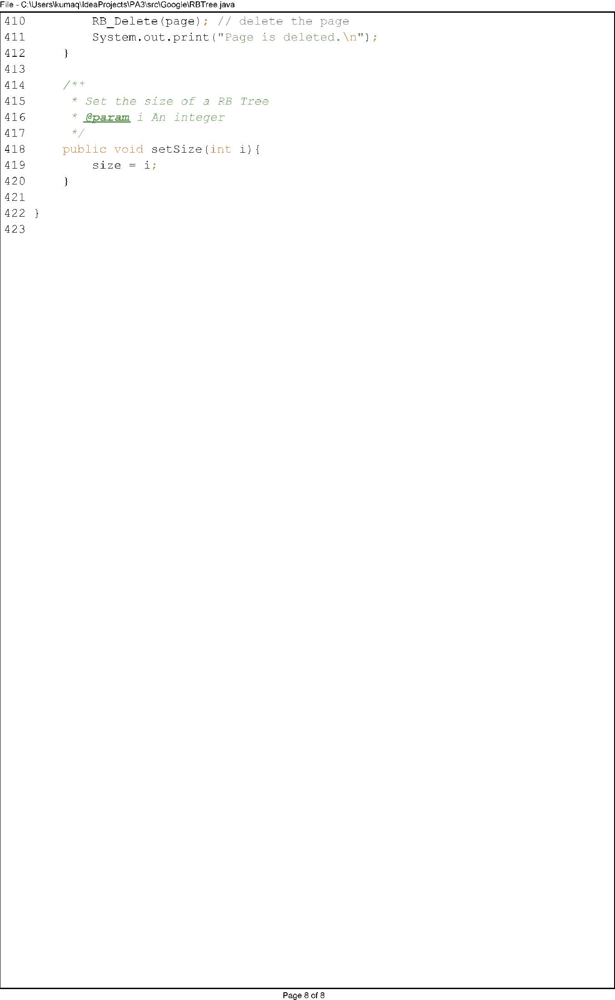 File - C:\Users\kumaq\IdeaProjects\PA3\src\Google\RBTree.java
410         RB_Delete(page); // delete the page
411         System.out.print("Page is deleted.\n");
412     }
413
414     /**
415      * Set the size of a RB Tree
416      * @param i An integer
417      */
418     public void setSize(int i){
419         size = i;
420     }
421
422 }
423
Page 8 of 8